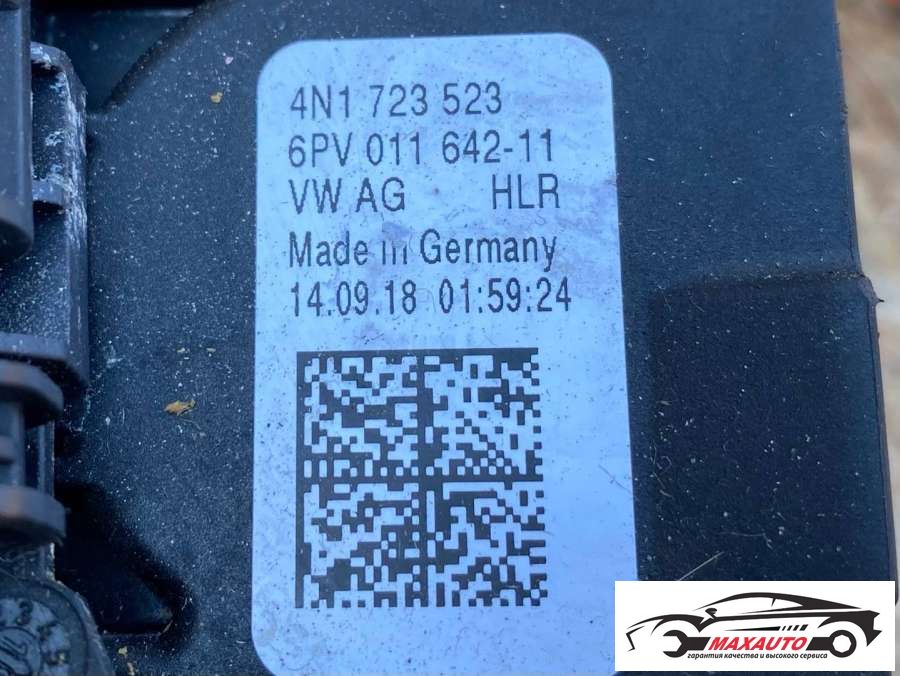 4N1 723 523
6PV 011 642-11
VW AG HLR
Made in Germany
14.09.18 01:59:24
MAXAUTO
гарантия качества и высокого сервиса